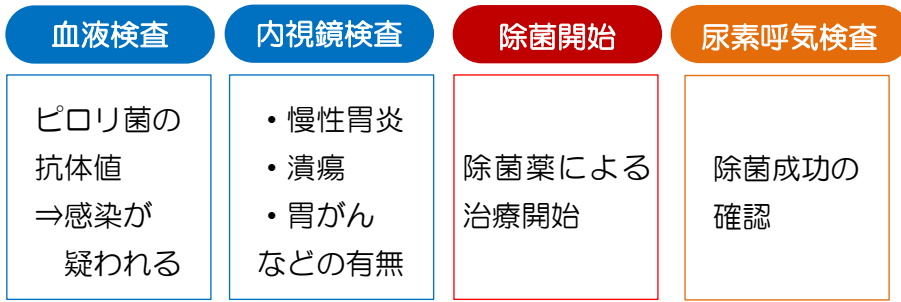 血液検査
ピロリ菌の
抗体値
⇒感染が
疑われる
内視鏡検査
・慢性胃炎
・潰瘍
・胃がん
などの有無
除菌開始
除菌薬による
治療開始
尿素呼気検査
除菌成功の
確認